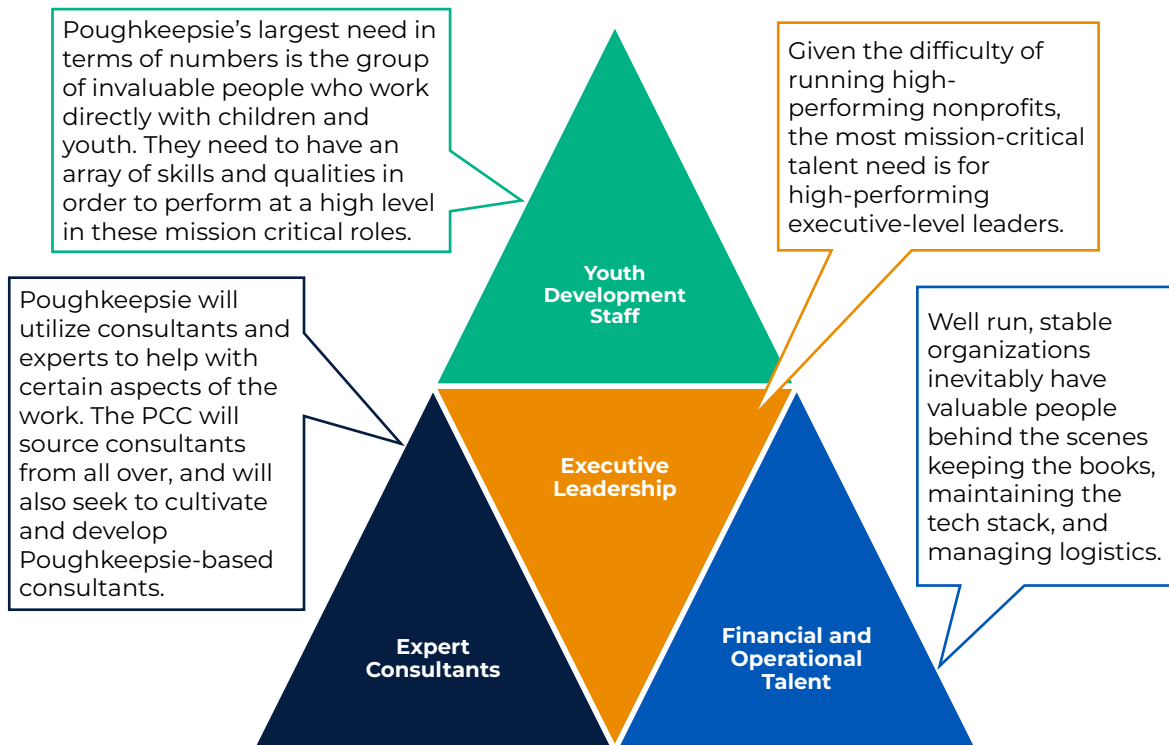 Poughkeepsie's largest need in
terms of numbers is the group
of invaluable people who work
directly with children and
youth. They need to have an
array of skills and qualities in
order to perform at a high level
in these mission critical roles.
Given the difficulty of
running high-
performing nonprofits,
the most mission-critical
talent need is for
high-performing
executive-level leaders.
Youth
Development
Staff
Poughkeepsie will
utilize consultants and
experts to help with
certain aspects of the
work. The PCC will
source consultants
from all over, and will
also seek to cultivate
and develop
Poughkeepsie-based
consultants.
Well run, stable
organizations
inevitably have
valuable people
behind the scenes
keeping the books,
maintaining the
tech stack, and
managing logistics.
Executive
Leadership
Expert
Consultants
Financial and
Operational
Talent